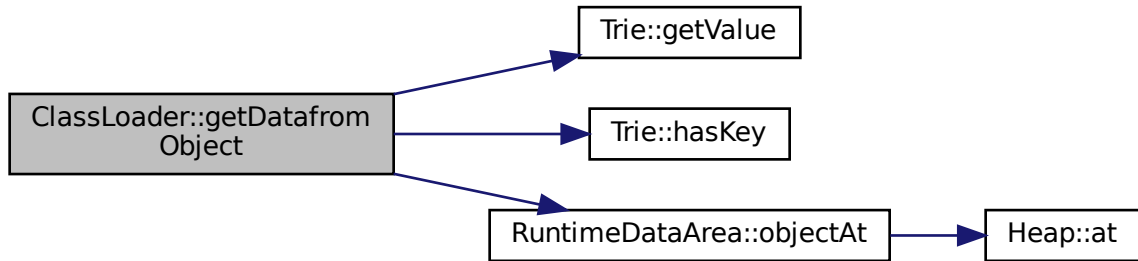 Trie::getValue
ClassLoader::getDatafrom
Object
Trie::hasKey
RuntimeDataArea::objectAt
Heap::at